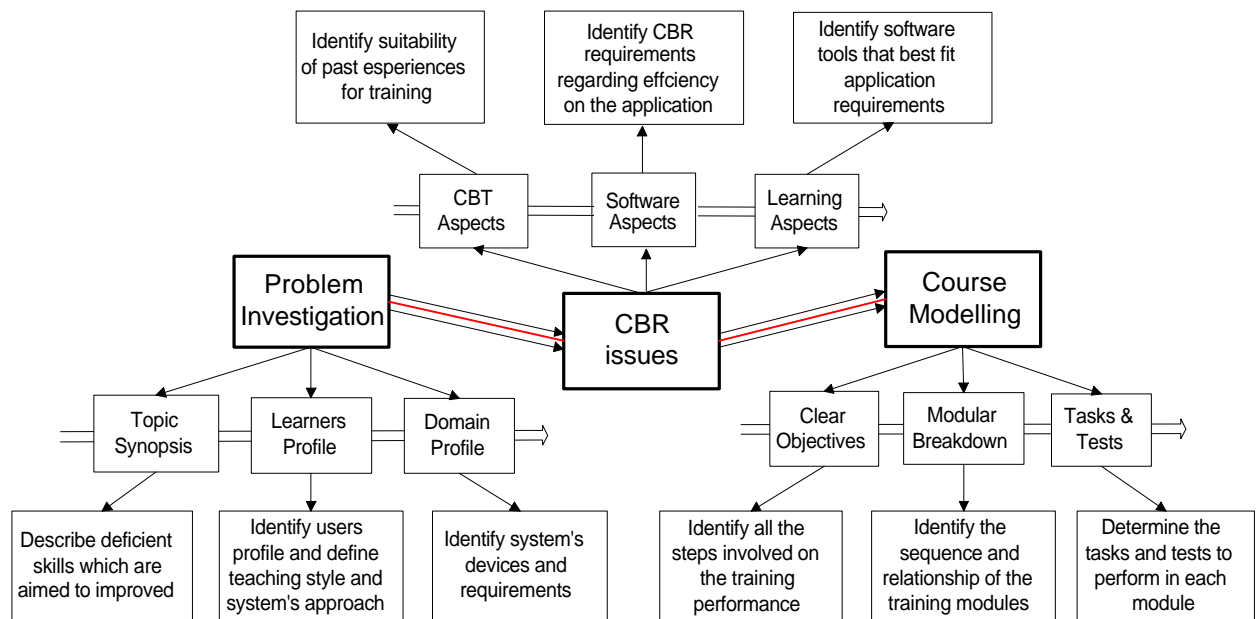 Identify suitability
of past esperiences
for training
Identify CBR
requirements
regarding effciency
on the application
Identify software
tools that best fit
application
requirements
CBT
Aspects
Software
Aspects
Learning
Aspects
Problem
Investigation
CBR
issues
Course
Modelling
Topic
Synopsis
Learners
Profile
Domain
Profile
Clear
Objectives
Modular
Breakdown
Tasks &
Tests
Describe deficient
skills which are
aimed to improved
Identify users
profile and define
teaching style and
system's approach
Identify system's
devices and
requirements
Identify all the
steps involved on
the training
performance
Identify the
sequence and
relationship of the
training modules
Determine the
tasks and tests to
perform in each
module